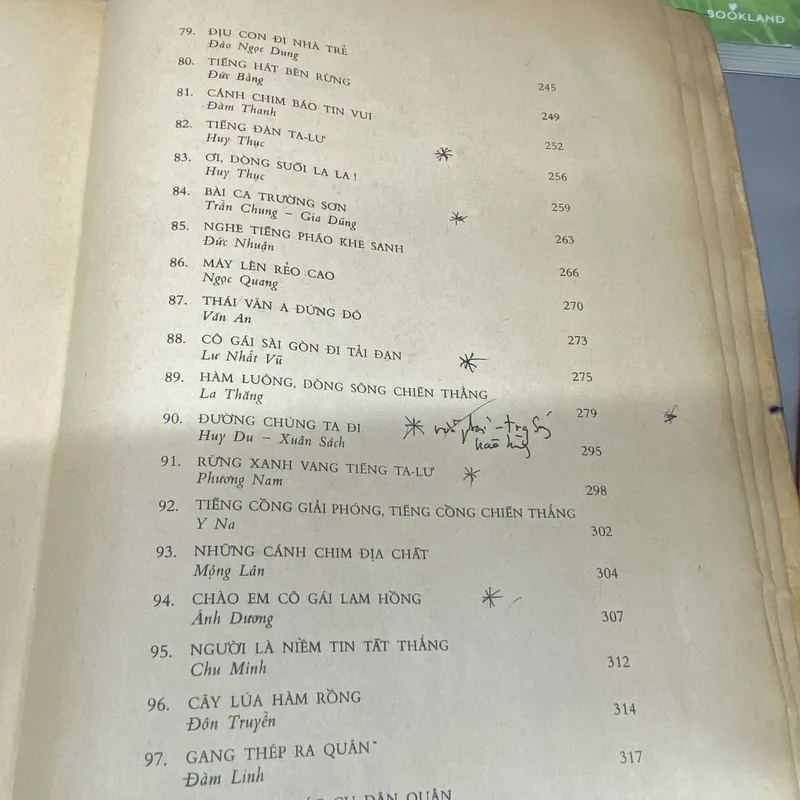 BOOKLAND
79. ĐỊU CON ĐI NHÀ TRẺ 245
Đào Ngọc Dung
80. TIẾNG HÁT BÊN RỪNG 249
Đức Bằng
81. CÁNH CHIM BÁO TIN VUI 252
Đàm Thanh
82. TIẾNG ĐÀN TA-LƯ 256
Huy Thục
83. ƠI, DÒNG SUỐI LA LA ! 259
Huy Thục
84. BÀI CA TRƯỜNG SƠN 263
Trần Chung – Gia Dũng
85. NGHE TIẾNG PHÁO KHE SANH 266
Đức Nhuận
86. MÁY LÊN RẺO CAO 270
Ngọc Quang
87. THÁI VĂN A ĐỨNG ĐÓ 273
Văn An
88. CÔ GÁI SÀI GÒN ĐI TẢI ĐẠN 275
Lư Nhất Vũ
89. HÀM LUÔNG, DÒNG SÔNG CHIẾN THẮNG 279
La Thăng
90. ĐƯỜNG CHÚNG TA ĐI 295
Huy Du – Xuân Sách
hào hùng
91. RỪNG XANH VANG TIẾNG TA-LƯ 298
Phương Nam
92. TIẾNG CỒNG GIẢI PHÓNG, TIẾNG CỒNG CHIẾN THẮNG 302
Y Na
93. NHỮNG CÁNH CHIM ĐỊA CHẤT 304
Mộng Lân
94. CHÀO EM CÔ GÁI LAM HỒNG 307
Ánh Dương
95. NGƯỜI LÀ NIỀM TIN TẤT THẮNG 312
Chu Minh
96. CÂY LÚA HÀM RỒNG 314
Đôn Truyền
97. GANG THÉP RA QUÂN 317
Đàm Linh
CỤ DÂN QUÂN